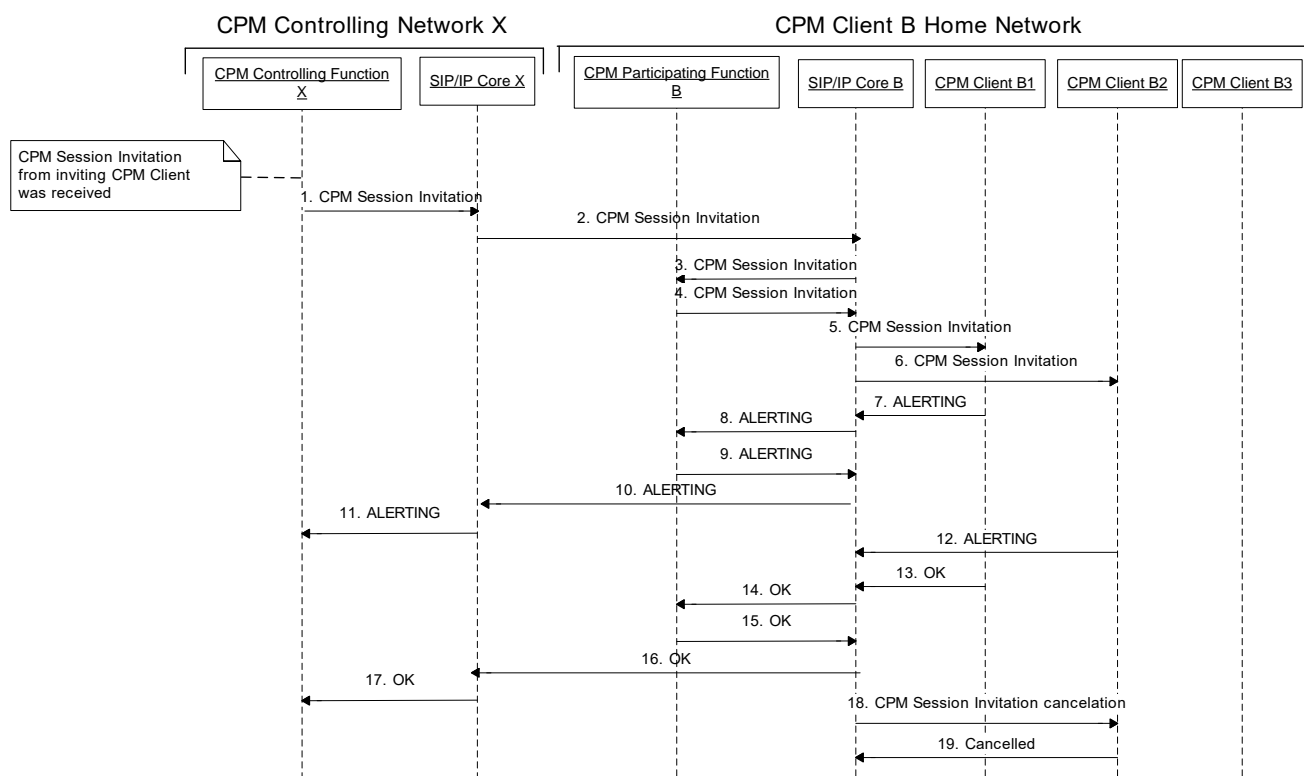 CPM Controlling Network X
CPM Client B Home Network
CPM Controlling Function
X
SIP/IP Core X
CPM Participating Function
B
SIP/IP Core B
CPM Client B1
CPM Client B2
CPM Client B3
CPM Session Invitation
from inviting CPM Client
was received
1. CPM Session Invitation
2. CPM Session Invitation
3. CPM Session Invitation
4. CPM Session Invitation
5. CPM Session Invitation
6. CPM Session Invitation
7. ALERTING
8. ALERTING
9. ALERTING
10. ALERTING
11. ALERTING
12. ALERTING
13. OK
14. OK
15. OK
16. OK
17. OK
18. CPM Session Invitation cancelation
19. Cancelled